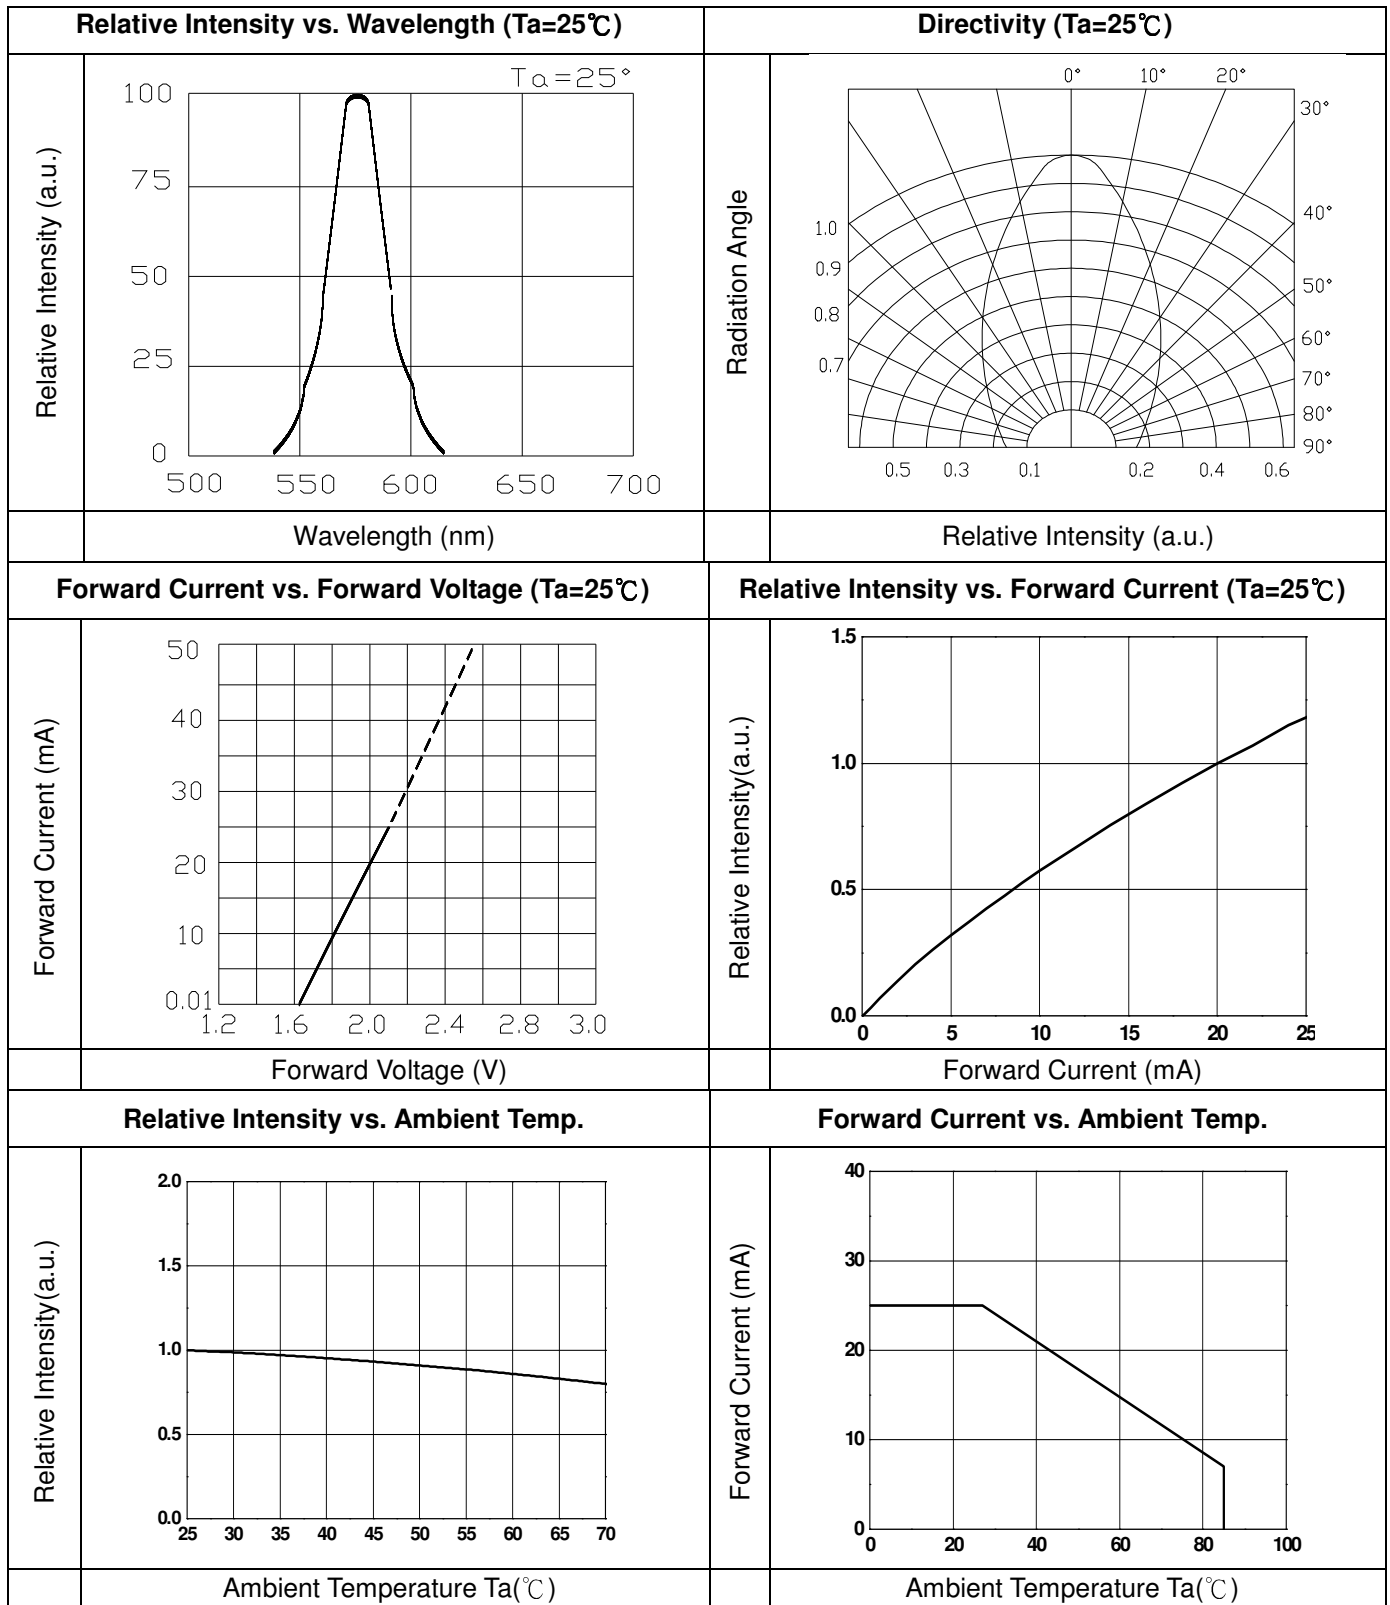 Relative Intensity vs. Wavelength (Ta=25℃)
Directivity (Ta=25℃)
Relative Intensity (a.u.)
Ta=25°
100
75
50
25
0
500 550 600 650 700
Wavelength (nm)
Radiation Angle
0° 10° 20°
30°
40°
50°
60°
70°
80°
90°
1.0
0.9
0.8
0.7
0.5 0.3 0.1 0.2 0.4 0.6
Relative Intensity (a.u.)
Forward Current vs. Forward Voltage (Ta=25℃)
Relative Intensity vs. Forward Current (Ta=25℃)
Forward Current (mA)
50
40
30
20
10
0.01
1.2 1.6 2.0 2.4 2.8 3.0
Forward Voltage (V)
Relative Intensity(a.u.)
1.5
1.0
0.5
0.0
0 5 10 15 20 25
Forward Current (mA)
Relative Intensity vs. Ambient Temp.
Forward Current vs. Ambient Temp.
Relative Intensity(a.u.)
2.0
1.5
1.0
0.5
0.0
25 30 35 40 45 50 55 60 65 70
Ambient Temperature Ta(℃)
Forward Current (mA)
40
30
20
10
0
0 20 40 60 80 100
Ambient Temperature Ta(℃)